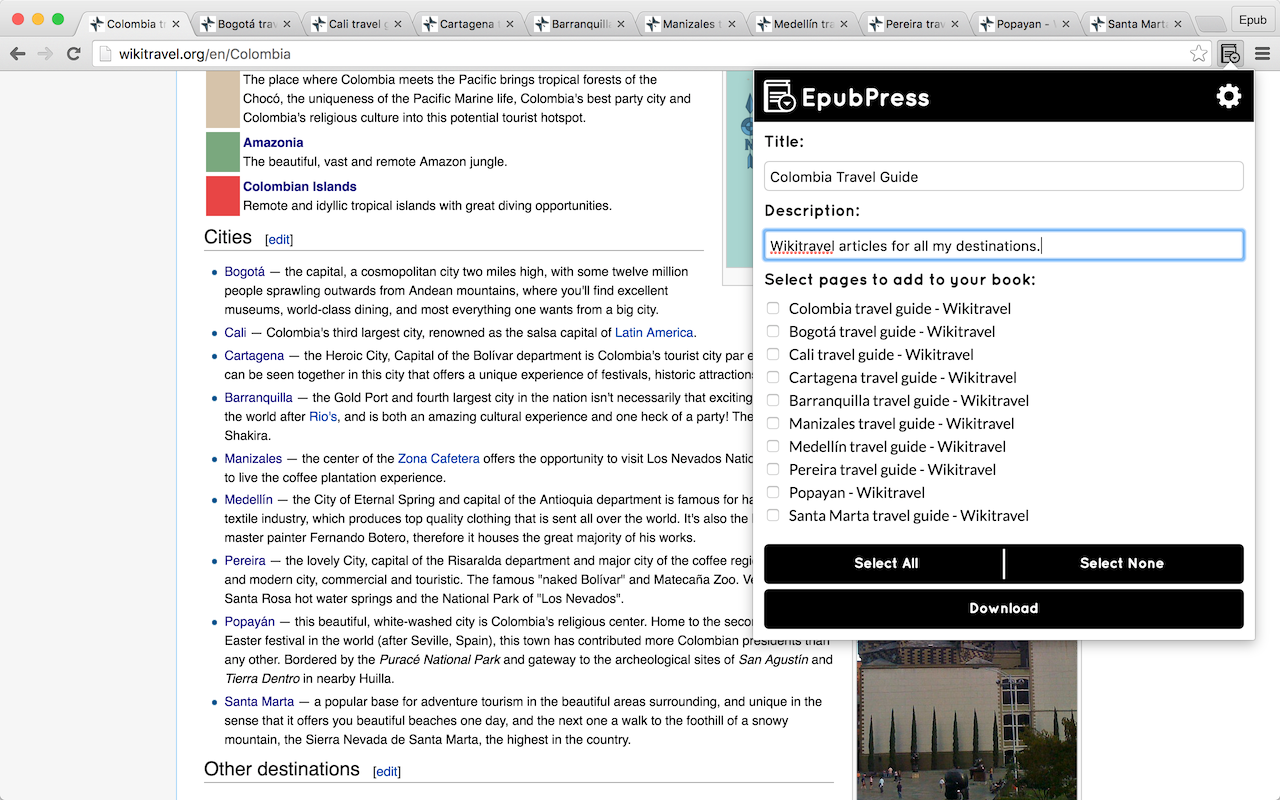 Colombia t
Bogotá trav
Cali travel g
Cartagena
Barranquill
Manizales t
Medellín tra
Pereira trav
Popayan -
Santa Mart
Epub
wikitravel.org/en/Colombia
The place where Colombia meets the Pacific brings tropical forests of the
Chocó, the uniqueness of the Pacific Marine life, Colombia's best party city and
Colombia's religious culture into this potential tourist hotspot.
Amazonia
The beautiful, vast and remote Amazon jungle.
Colombian Islands
Remote and idyllic tropical islands with great diving opportunities.
Cities [edit]
Bogotá — the capital, a cosmopolitan city two miles high, with some twelve million
people sprawling outwards from Andean mountains, where you'll find excellent
museums, world-class dining, and most everything one wants from a big city.
Cali — Colombia's third largest city, renowned as the salsa capital of Latin America.
Cartagena — the Heroic City, Capital of the Bolívar department is Colombia's tourist city par e
can be seen together in this city that offers a unique experience of festivals, historic attraction
Barranquilla — the Gold Port and fourth largest city in the nation isn't necessarily that exciting
the world after Rio's, and is both an amazing cultural experience and one heck of a party! The
Shakira.
Manizales — the center of the Zona Cafetera offers the opportunity to visit Los Nevados Natio
to live the coffee plantation experience.
Medellín — the City of Eternal Spring and capital of the Antioquia department is famous for ha
textile industry, which produces top quality clothing that is sent all over the world. It's also the
master painter Fernando Botero, therefore it houses the great majority of his works.
Pereira — the lovely City, capital of the Risaralda department and major city of the coffee regi
and modern city, commercial and touristic. The famous "naked Bolívar" and Matecaña Zoo. Ve
Santa Rosa hot water springs and the National Park of "Los Nevados".
Popayán — this beautiful, white-washed city is Colombia's religious center. Home to the seco
Easter festival in the world (after Seville, Spain), this town has contributed more Colombian presidents than
any other. Bordered by the Puracé National Park and gateway to the archeological sites of San Agustín and
Tierra Dentro in nearby Huilla.
Santa Marta — a popular base for adventure tourism in the beautiful areas surrounding, and unique in the
sense that it offers you beautiful beaches one day, and the next one a walk to the foothill of a snowy
mountain, the Sierra Nevada de Santa Marta, the highest in the country.
Other destinations [edit]
EpubPress
Title:
Colombia Travel Guide
Description:
Wikitravel articles for all my destinations.
Select pages to add to your book:
Colombia travel guide - Wikitravel
Bogotá travel guide - Wikitravel
Cali travel guide - Wikitravel
Cartagena travel guide - Wikitravel
Barranquilla travel guide - Wikitravel
Manizales travel guide - Wikitravel
Medellín travel guide - Wikitravel
Pereira travel guide - Wikitravel
Popayan - Wikitravel
Santa Marta travel guide - Wikitravel
Select All
Select None
Download